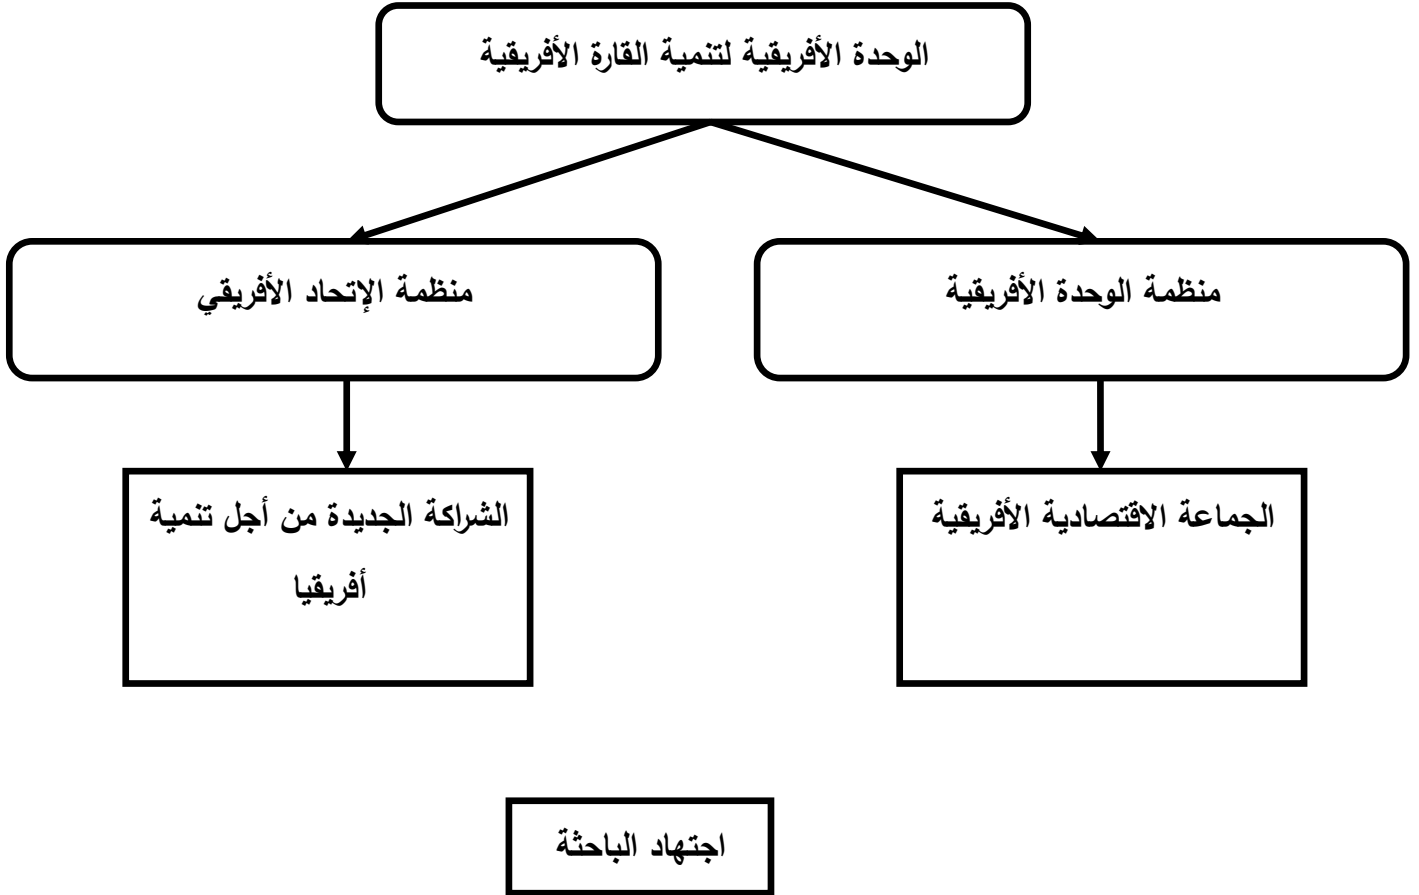 الوحدة الأفريقية لتنمية القارة الأفريقية
منظمة الوحدة الأفريقية
منظمة الإتحاد الأفريقي
الجماعة الاقتصادية الأفريقية
الشراكة الجديدة من أجل تنمية
أفريقيا
اجتهاد الباحثة